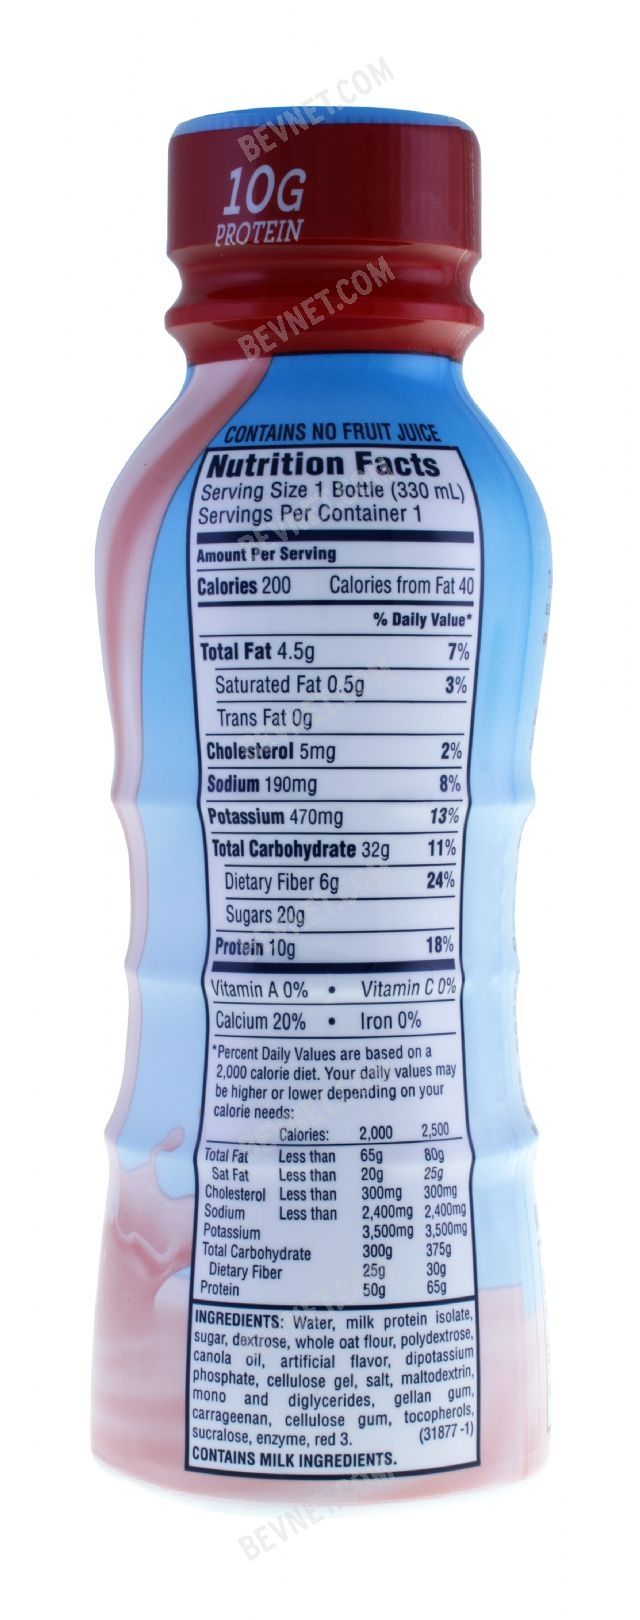 BEVNET.COM
10G
PROTEIN
BEVNET.COM
CONTAINS NO FRUIT JUICE
Nutrition Facts
Serving Size 1 Bottle (330 mL)
Servings Per Container 1
Amount Per Serving
Calories 200 Calories from Fat 40
% Daily Value*
Total Fat 4.5g 7%
Saturated Fat 0.5g 3%
Trans Fat 0g
Cholesterol 5mg 2%
Sodium 190mg 8%
Potassium 470mg 13%
Total Carbohydrate 32g 11%
Dietary Fiber 6g 24%
Sugars 20g
Protein 10g 18%
Vitamin A 0% • Vitamin C 0%
Calcium 20% • Iron 0%
*Percent Daily Values are based on a
2,000 calorie diet. Your daily values may
be higher or lower depending on your
calorie needs:
Calories: 2,000 2,500
Total Fat Less than 65g 80g
Sat Fat Less than 20g 25g
Cholesterol Less than 300mg 300mg
Sodium Less than 2,400mg 2,400mg
Potassium 3,500mg 3,500mg
Total Carbohydrate 300g 375g
Dietary Fiber 25g 30g
Protein 50g 65g
INGREDIENTS: Water, milk protein isolate,
sugar, dextrose, whole oat flour, polydextrose,
canola oil, artificial flavor, dipotassium
phosphate, cellulose gel, salt, maltodextrin,
mono and diglycerides, gellan gum,
carrageenan, cellulose gum, tocopherols,
sucralose, enzyme, red 3. (31877-1)
CONTAINS MILK INGREDIENTS.
BEVNET.COM